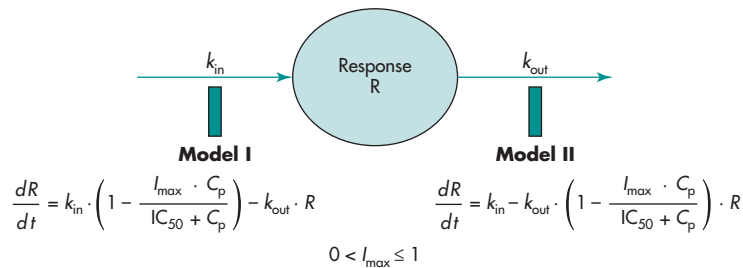 k_in
Response
R
k_out
Model I
Model II
dR/dt = k_in · (1 − (I_max · C_p)/(IC_50 + C_p)) − k_out · R
dR/dt = k_in − k_out · (1 − (I_max · C_p)/(IC_50 + C_p)) · R
0 < I_max ≤ 1